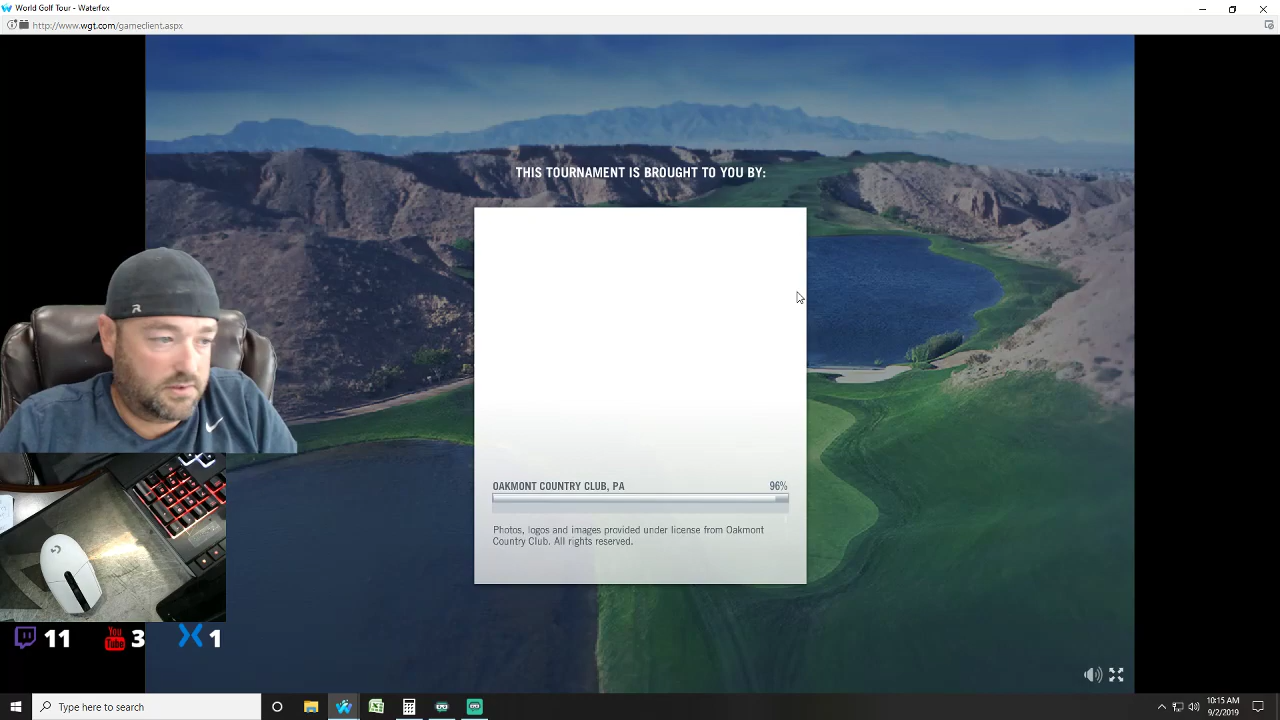 World Golf Tour - Waterfox
http://www.wgt.com/gameclient.aspx
THIS TOURNAMENT IS BROUGHT TO YOU BY:
OAKMONT COUNTRY CLUB, PA 96%
Photos, logos and images provided under license from Oakmont
Country Club. All rights reserved.
11
You
Tube
3
1
Type here to search
10:15 AM
9/2/2019